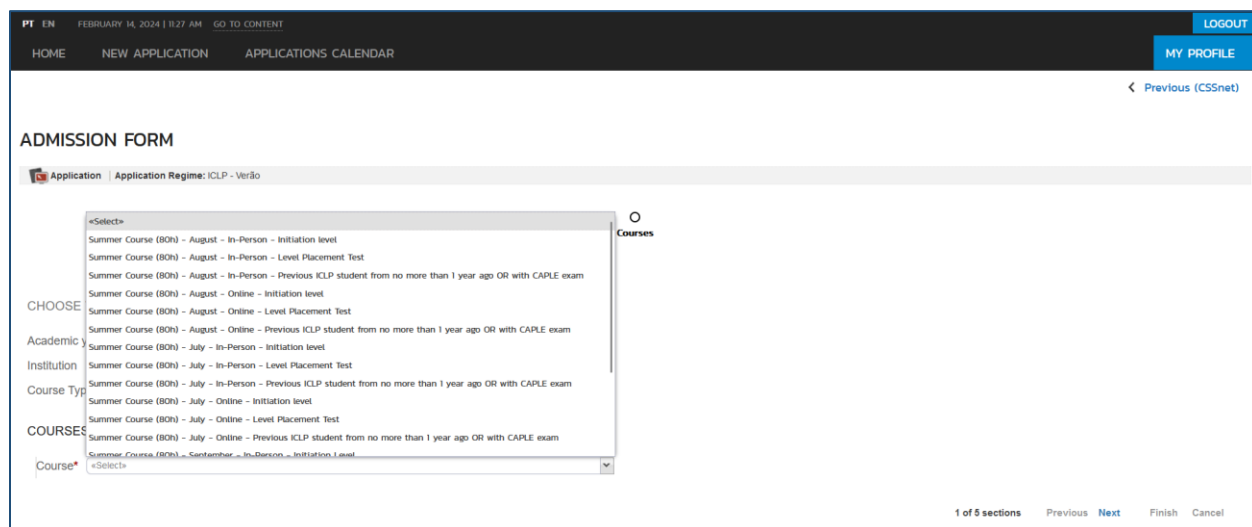 PT EN FEBRUARY 14, 2024 | 11:27 AM GO TO CONTENT LOGOUT
HOME NEW APPLICATION APPLICATIONS CALENDAR MY PROFILE
Previous (CSSnet)
ADMISSION FORM
Application | Application Regime: ICLP - Verão
Courses
«Select»
Summer Course (80h) - August - In-Person - Initiation level
Summer Course (80h) - August - In-Person - Level Placement Test
Summer Course (80h) - August - In-Person - Previous ICLP student from no more than 1 year ago OR with CAPLE exam
Summer Course (80h) - August - Online - Initiation level
Summer Course (80h) - August - Online - Level Placement Test
Summer Course (80h) - August - Online - Previous ICLP student from no more than 1 year ago OR with CAPLE exam
Summer Course (80h) - July - In-Person - Initiation level
Summer Course (80h) - July - In-Person - Level Placement Test
Summer Course (80h) - July - In-Person - Previous ICLP student from no more than 1 year ago OR with CAPLE exam
Summer Course (80h) - July - Online - Initiation level
Summer Course (80h) - July - Online - Level Placement Test
Summer Course (80h) - July - Online - Previous ICLP student from no more than 1 year ago OR with CAPLE exam
Summer Course (80h) - September - In-Person - Initiation Level
CHOOSE
Academic y
Institution
Course Typ
COURSES
Course* «Select»
1 of 5 sections Previous Next Finish Cancel